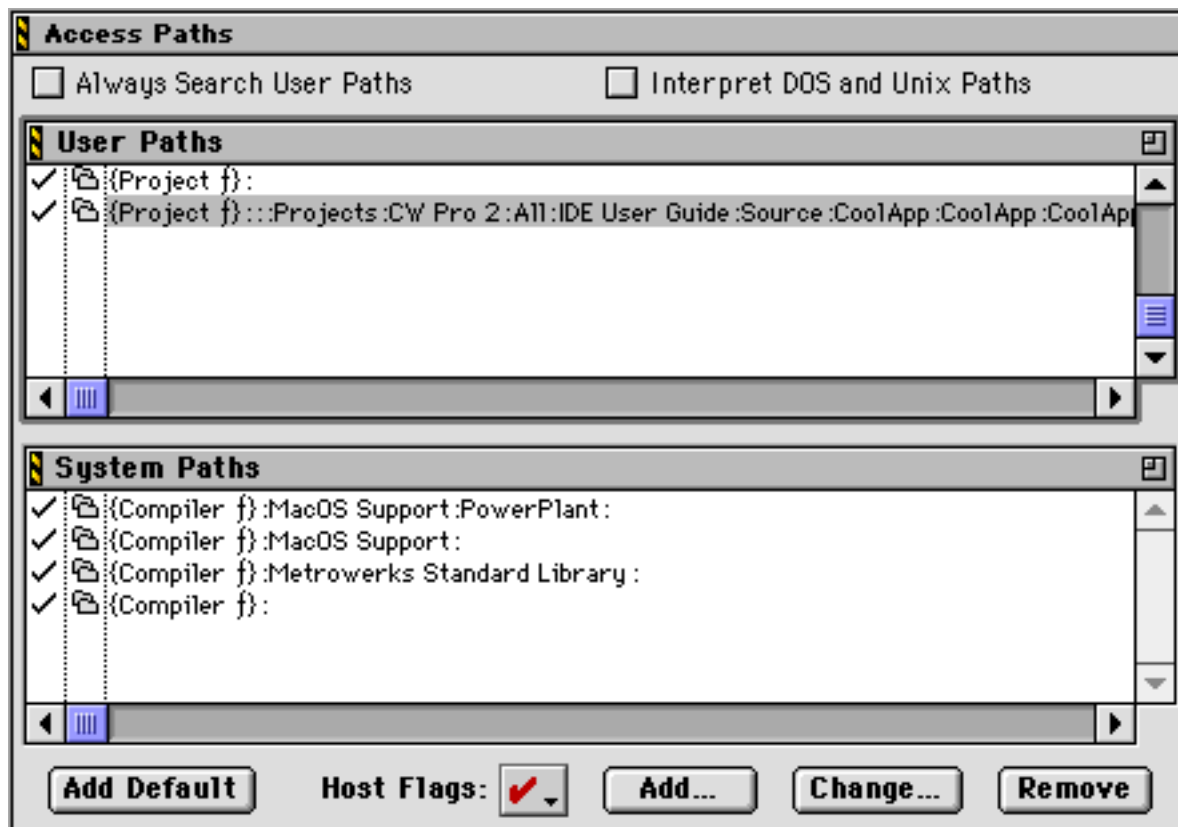 Access Paths
Always Search User Paths Interpret DOS and Unix Paths
User Paths
{Project ƒ}:
{Project ƒ}:::Projects:CW Pro 2:All:IDE User Guide:Source:CoolApp:CoolApp:CoolApp
System Paths
{Compiler ƒ}:MacOS Support:PowerPlant:
{Compiler ƒ}:MacOS Support:
{Compiler ƒ}:Metrowerks Standard Library:
{Compiler ƒ}:
Add Default Host Flags: Add... Change... Remove